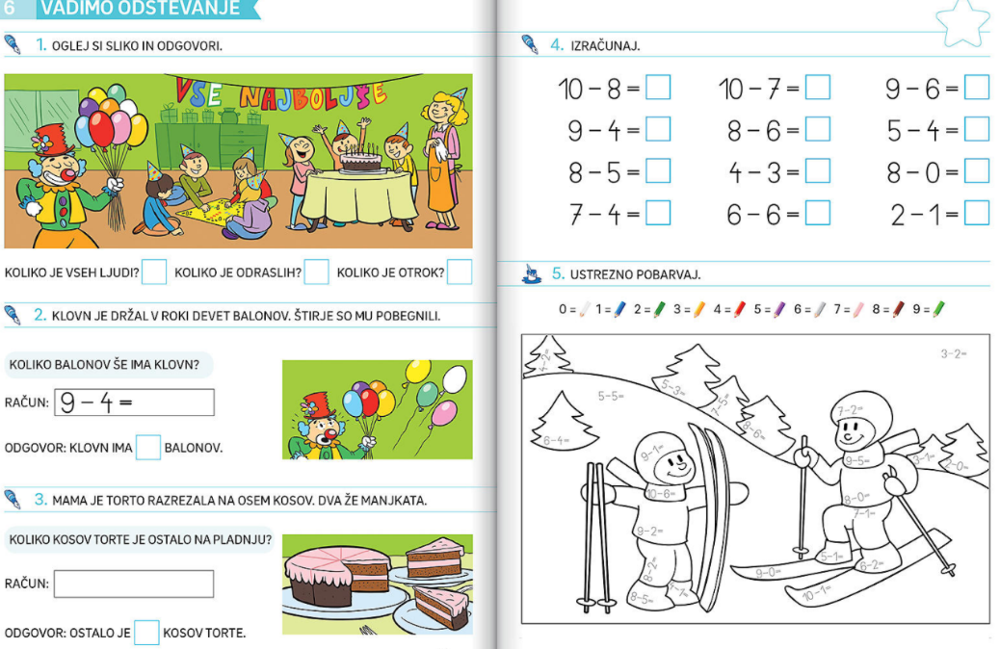 6 VADIMO ODŠTEVANJE
1. OGLEJ SI SLIKO IN ODGOVORI.
VSE NAJBOLJŠE
KOLIKO JE VSEH LJUDI? KOLIKO JE ODRASLIH? KOLIKO JE OTROK?
2. KLOVN JE DRŽAL V ROKI DEVET BALONOV. ŠTIRJE SO MU POBEGNILI.
KOLIKO BALONOV ŠE IMA KLOVN?
RAČUN: 9 – 4 =
ODGOVOR: KLOVN IMA BALONOV.
3. MAMA JE TORTO RAZREZALA NA OSEM KOSOV. DVA ŽE MANJKATA.
KOLIKO KOSOV TORTE JE OSTALO NA PLADNJU?
RAČUN:
ODGOVOR: OSTALO JE KOSOV TORTE.
4. IZRAČUNAJ.
10 – 8 = 10 – 7 = 9 – 6 =
9 – 4 = 8 – 6 = 5 – 4 =
8 – 5 = 4 – 3 = 8 – 0 =
7 – 4 = 6 – 6 = 2 – 1 =
5. USTREZNO POBARVAJ.
0 = 1 = 2 = 3 = 4 = 5 = 6 = 7 = 8 = 9 =
3–2=
4–2=
5–3=
5–5=
7–5=
7–2=
8–6=
6–4=
9–1=
9–5=
3–1=
2–0=
10–6=
8–0=
7–1=
9–2=
5–1=
6–2=
8–2=
9–0=
10–1=
8–5=